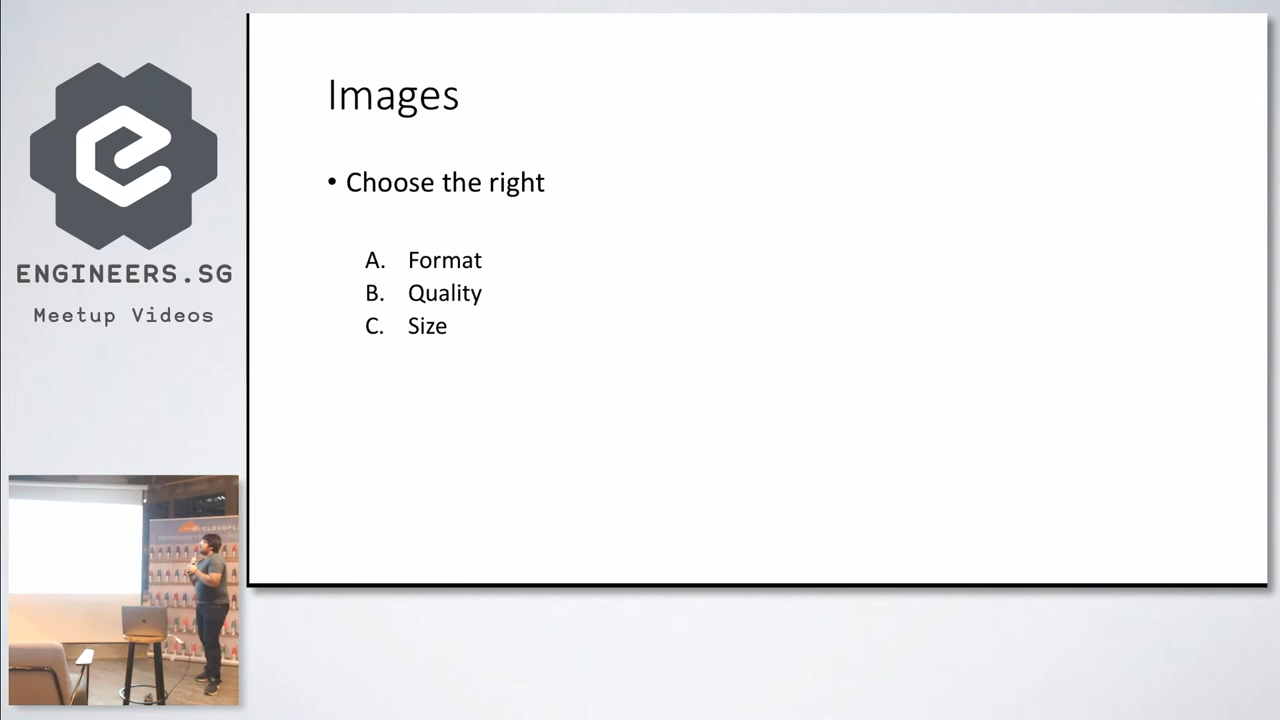 ENGINEERS.SG
Meetup Videos
Images
• Choose the right
A. Format
B. Quality
C. Size